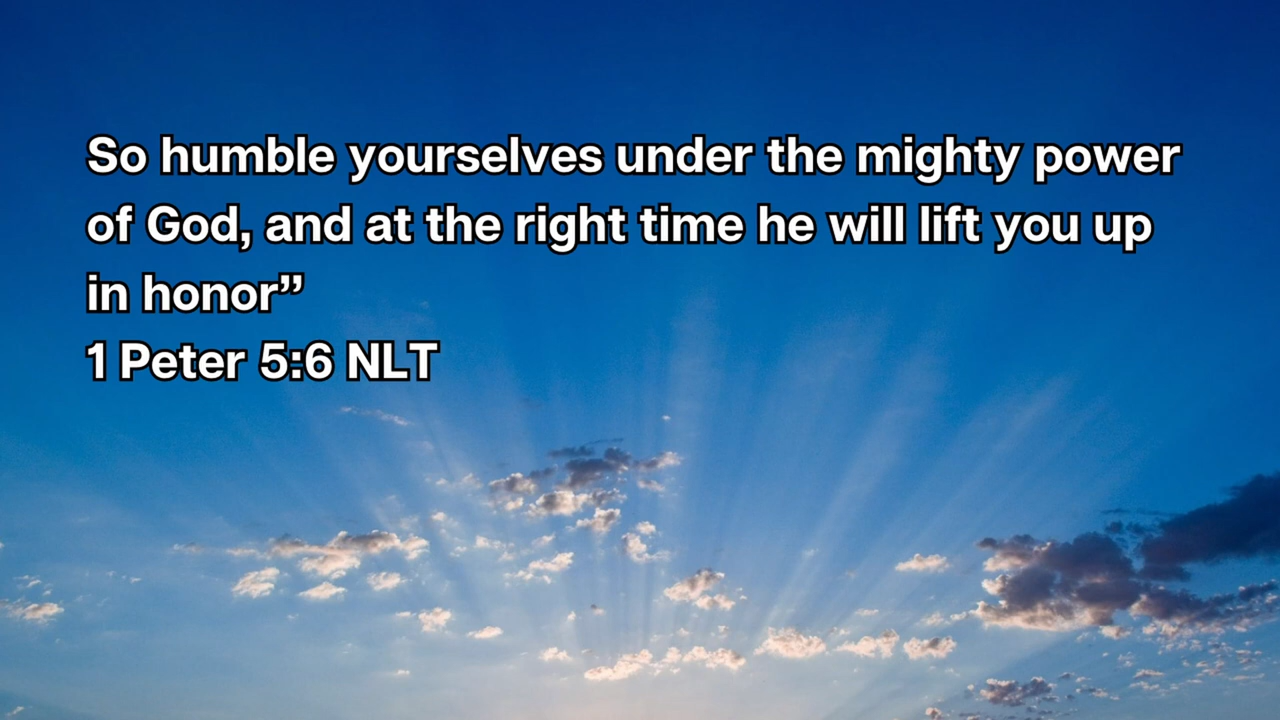 So humble yourselves under the mighty power
of God, and at the right time he will lift you up
in honor”
1 Peter 5:6 NLT